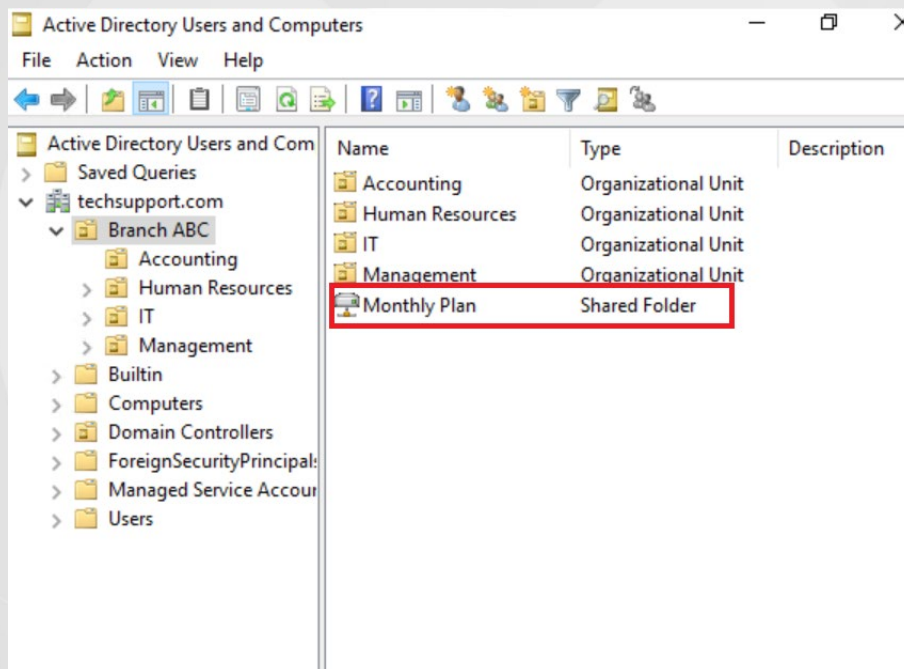 Active Directory Users and Computers
File Action View Help
Active Directory Users and Com
Saved Queries
techsupport.com
Branch ABC
Accounting
Human Resources
IT
Management
Builtin
Computers
Domain Controllers
ForeignSecurityPrincipals
Managed Service Accour
Users
Name Type Description
Accounting Organizational Unit
Human Resources Organizational Unit
IT Organizational Unit
Management Organizational Unit
Monthly Plan Shared Folder